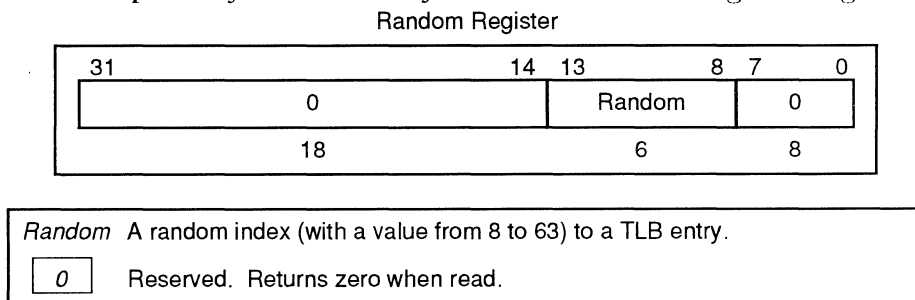 Random Register
31 14 13 8 7 0
0 Random 0
18 6 8
Random A random index (with a value from 8 to 63) to a TLB entry.
0 Reserved. Returns zero when read.